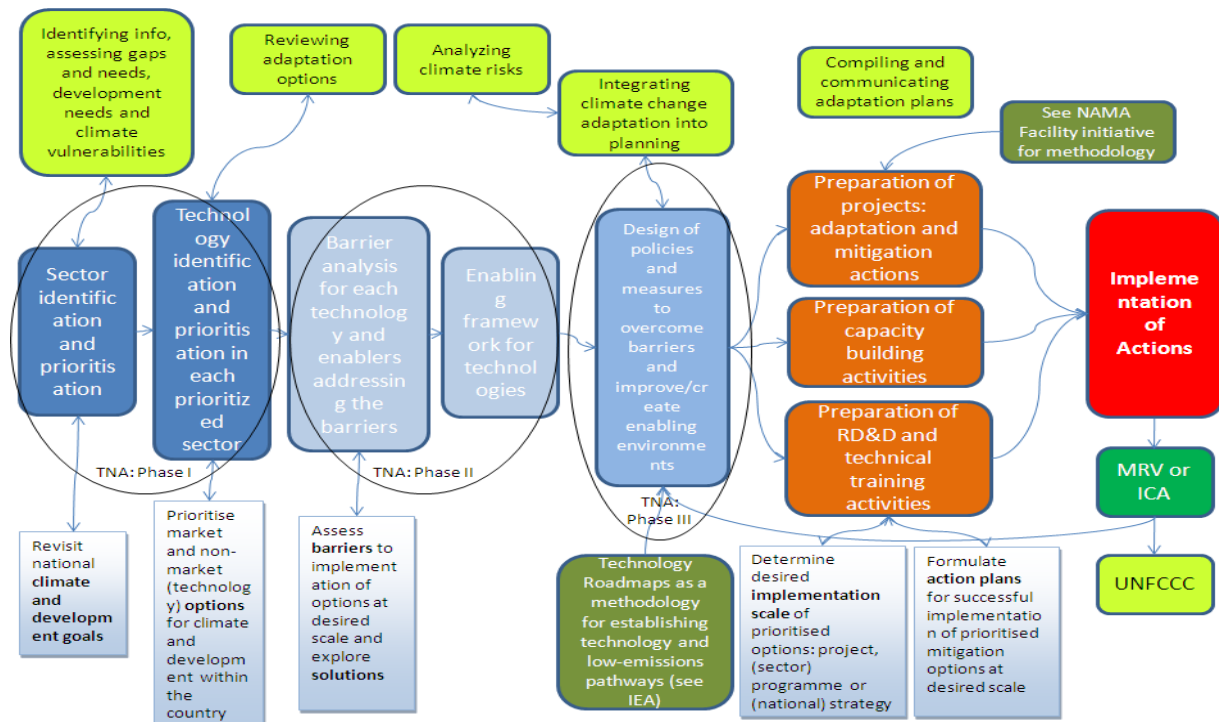 Identifying info,
assessing gaps
and needs,
development
needs and
climate
vulnerabilities
Reviewing
adaptation
options
Analyzing
climate risks
Integrating
climate change
adaptation into
planning
Compiling and
communicating
adaptation plans
See NAMA
Facility initiative
for methodology
Sector
identific
ation
and
prioritis
ation
Technol
ogy
identific
ation
and
prioritis
ation in
each
prioritiz
ed
sector
Barrier
analysis
for each
technolog
y and
enablers
addressin
g the
barriers
Enablin
g
framew
ork for
technol
ogies
Design of
policies
and
measures
to
overcome
barriers
and
improve/cr
eate
enabling
environme
nts
Preparation of
projects:
adaptation and
mitigation
actions
Preparation of
capacity
building
activities
Preparation of
RD&D and
technical
training
activities
Impleme
ntation
of
Actions
TNA: Phase I
TNA: Phase II
TNA:
Phase III
MRV or
ICA
UNFCCC
Revisit
national
climate
and
developm
ent goals
Prioritise
market
and non-
market
(technolog
y) options
for climate
and
developm
ent within
the
country
Assess
barriers to
implement
ation of
options at
desired
scale and
explore
solutions
Technology
Roadmaps as a
methodology
for establishing
technology and
low-emissions
pathways (see
IEA)
Determine
desired
implementation
scale of
prioritised
options: project,
(sector)
programme or
(national) strategy
Formulate
action plans
for successful
implementatio
n of prioritised
mitigation
options at
desired scale